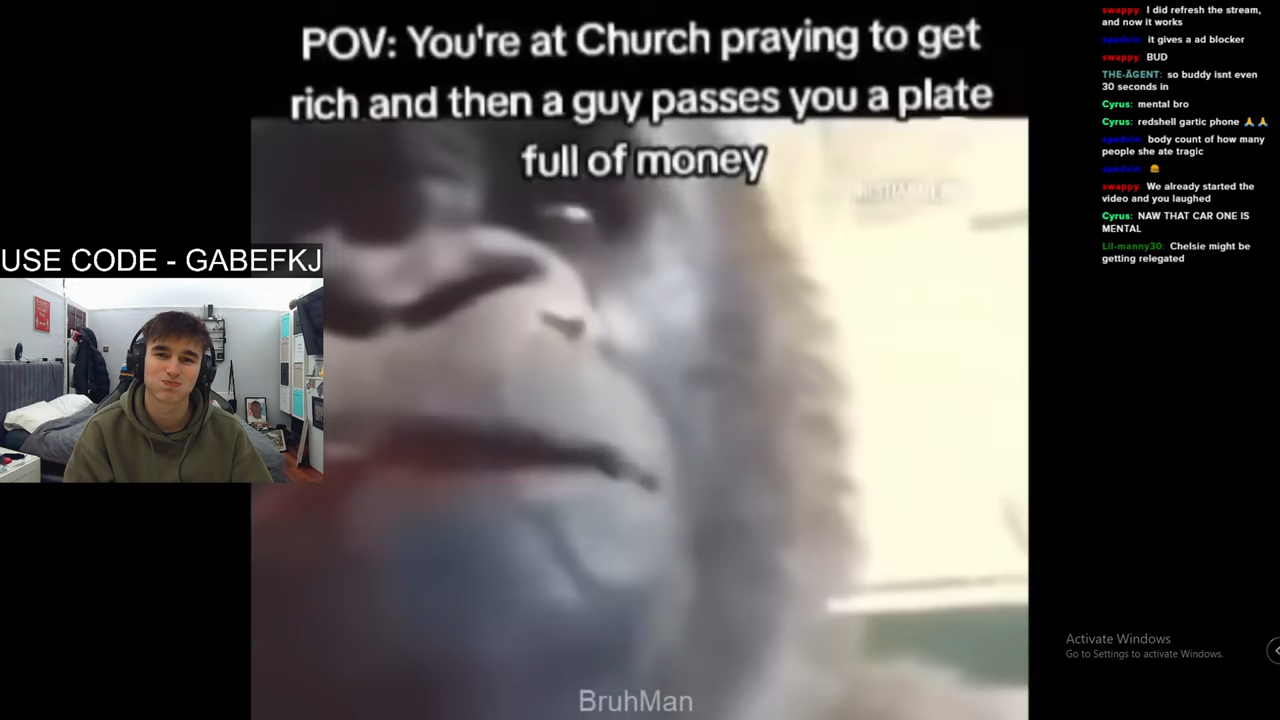 POV: You're at Church praying to get
rich and then a guy passes you a plate
full of money
USE CODE - GABEFKJ
BruhMan
swappy: I did refresh the stream,
and now it works
it gives a ad blocker
swappy: BUD
THE-ÄGENT: so buddy isnt even
30 seconds in
Cyrus: mental bro
Cyrus: redshell gartic phone 🙏 🙏
body count of how many
people she ate tragic
🍔
swappy: We already started the
video and you laughed
Cyrus: NAW THAT CAR ONE IS
MENTAL
Lil-manny30: Chelsie might be
getting relegated
Activate Windows
Go to Settings to activate Windows.